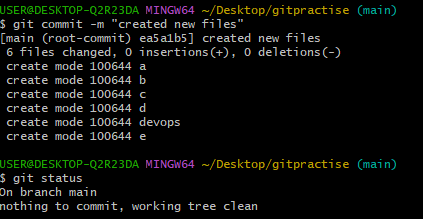 USER@DESKTOP-Q2R23DA MINGW64 ~/Desktop/gitpractise (main)
$ git commit -m "created new files"
[main (root-commit) ea5a1b5] created new files
 6 files changed, 0 insertions(+), 0 deletions(-)
 create mode 100644 a
 create mode 100644 b
 create mode 100644 c
 create mode 100644 d
 create mode 100644 devops
 create mode 100644 e
USER@DESKTOP-Q2R23DA MINGW64 ~/Desktop/gitpractise (main)
$ git status
On branch main
nothing to commit, working tree clean